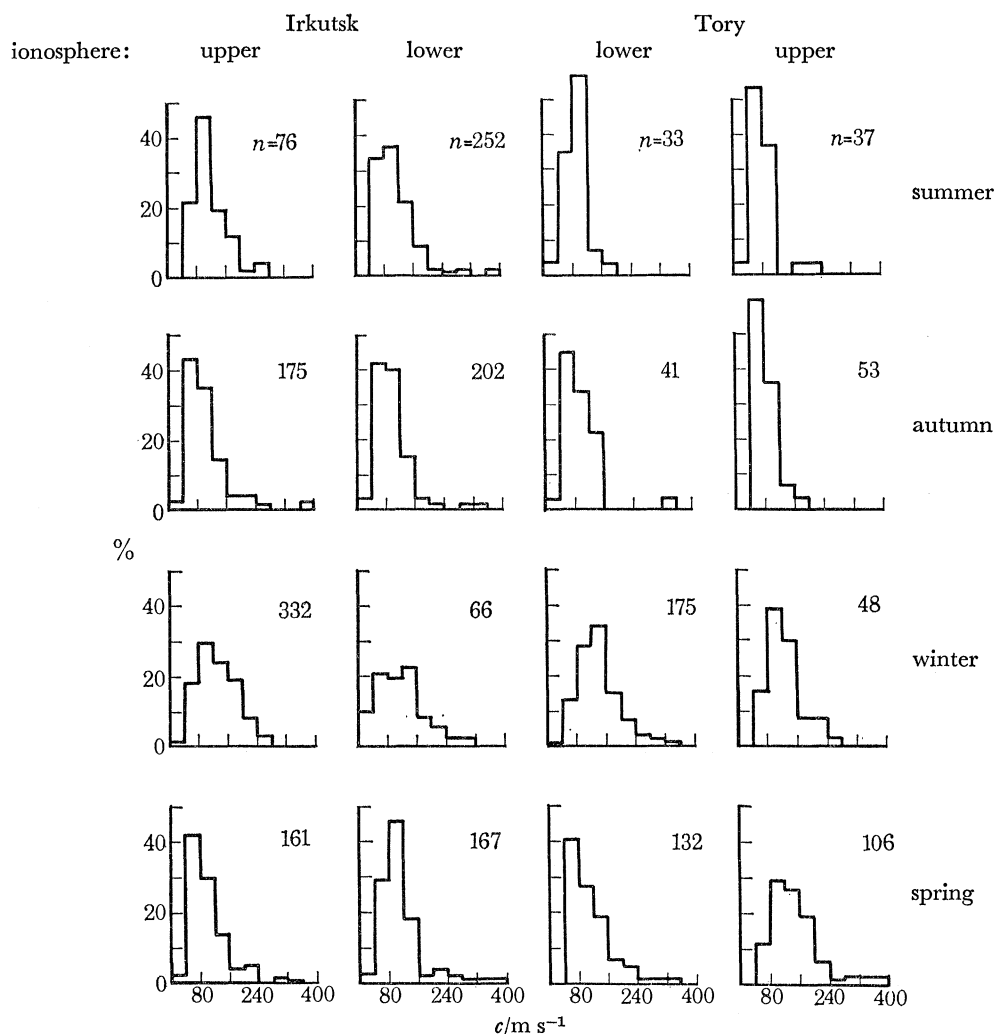 Irkutsk Tory
ionosphere: upper lower lower upper
40 n=76 n=252 n=33 n=37
summer
20
0
40 175 202 41 53
autumn
20
0
%
40 332 66 175 48
winter
20
0
40 161 167 132 106
spring
20
0
80 240 400 80 240 400 80 240 400 80 240 400
c/m s⁻¹